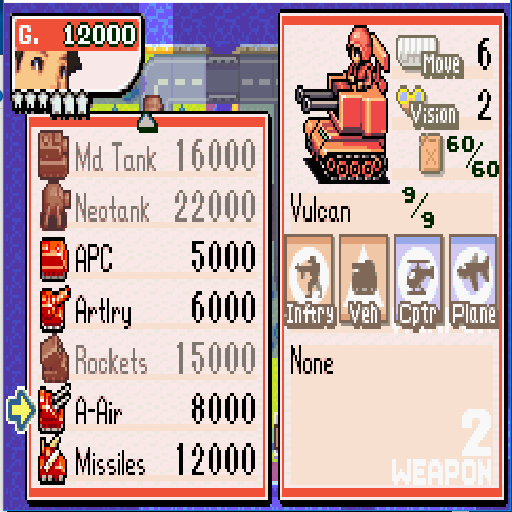 G. 12000
Md Tank 16000
Neotank 22000
APC 5000
Artlry 6000
Rockets 15000
A-Air 8000
Missiles 12000
Move 6
Vision 2
60/60
Vulcan 9/9
Inftry Veh Cptr Plane
None
2
WEAPON